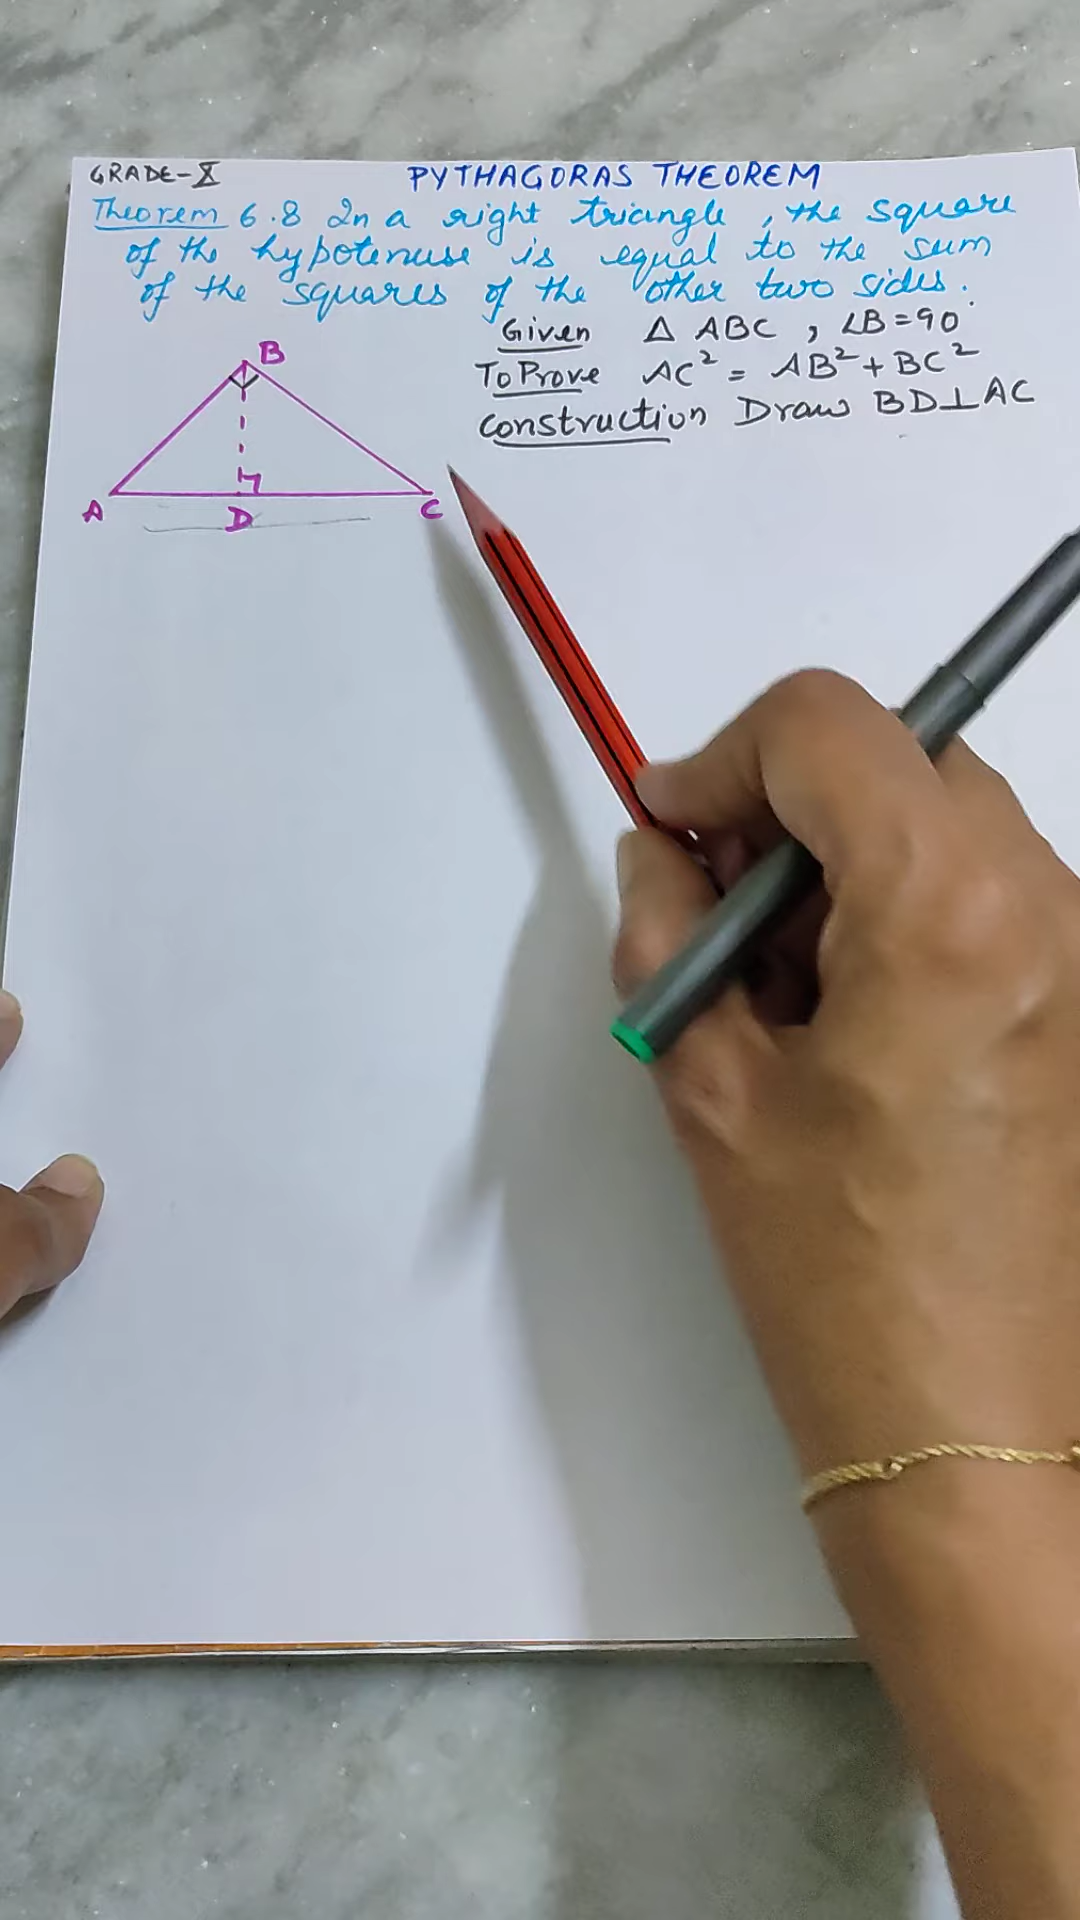 GRADE-X PYTHAGORAS THEOREM
Theorem 6.8 In a right triangle, the square
of the hypotenuse is equal to the sum
of the squares of the other two sides.
Given △ ABC, ∠B=90°
To Prove AC² = AB² + BC²
Construction Draw BD⊥AC
B
A D C